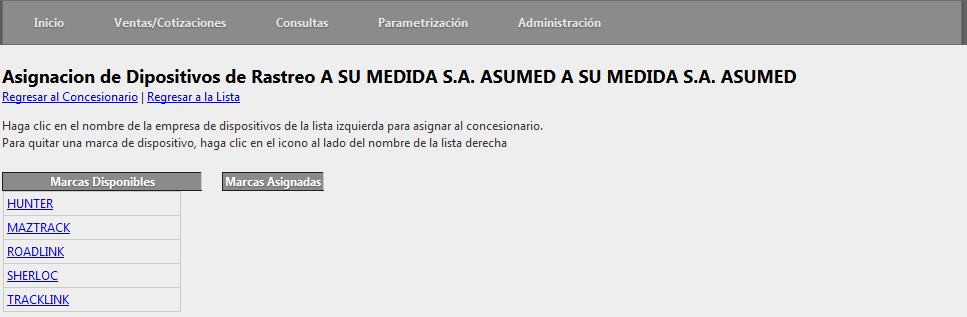 Inicio Ventas/Cotizaciones Consultas Parametrización Administración
Asignacion de Dipositivos de Rastreo A SU MEDIDA S.A. ASUMED A SU MEDIDA S.A. ASUMED
Regresar al Concesionario | Regresar a la Lista
Haga clic en el nombre de la empresa de dispositivos de la lista izquierda para asignar al concesionario.
Para quitar una marca de dispositivo, haga clic en el icono al lado del nombre de la lista derecha
Marcas Disponibles Marcas Asignadas
HUNTER
MAZTRACK
ROADLINK
SHERLOC
TRACKLINK